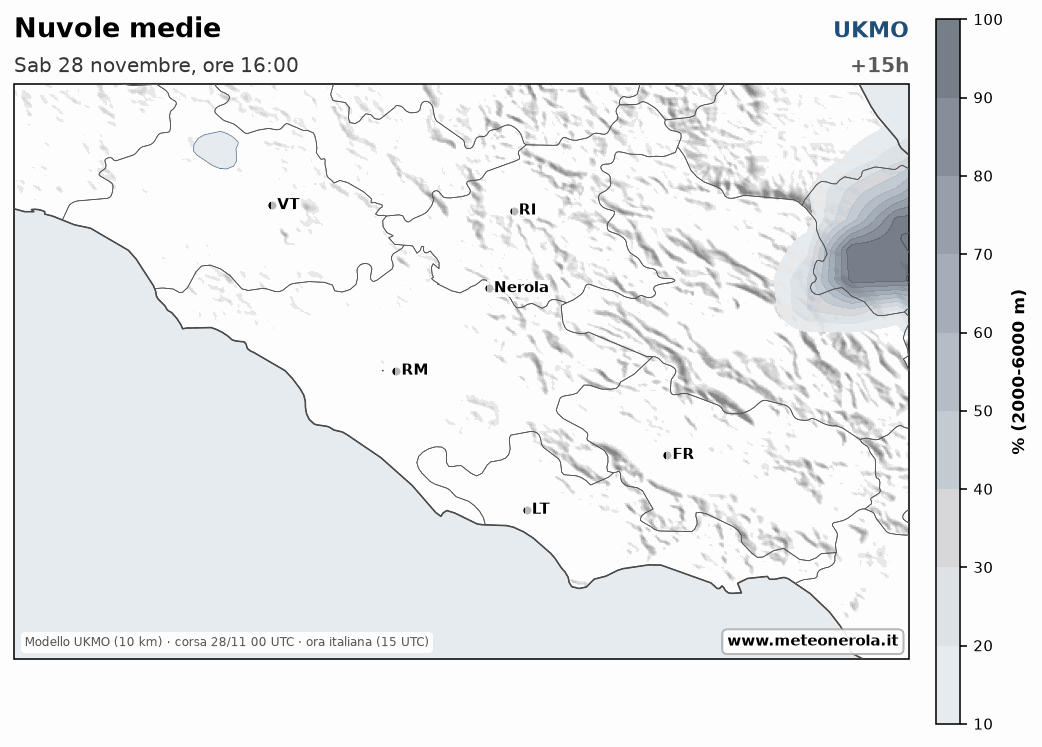 Nuvole medie
UKMO
Sab 28 novembre, ore 16:00
+15h
100
90
80
70
60
50
40
30
20
10
% (2000-6000 m)
VT
RI
Nerola
RM
FR
LT
Modello UKMO (10 km) · corsa 28/11 00 UTC · ora italiana (15 UTC)
www.meteonerola.it